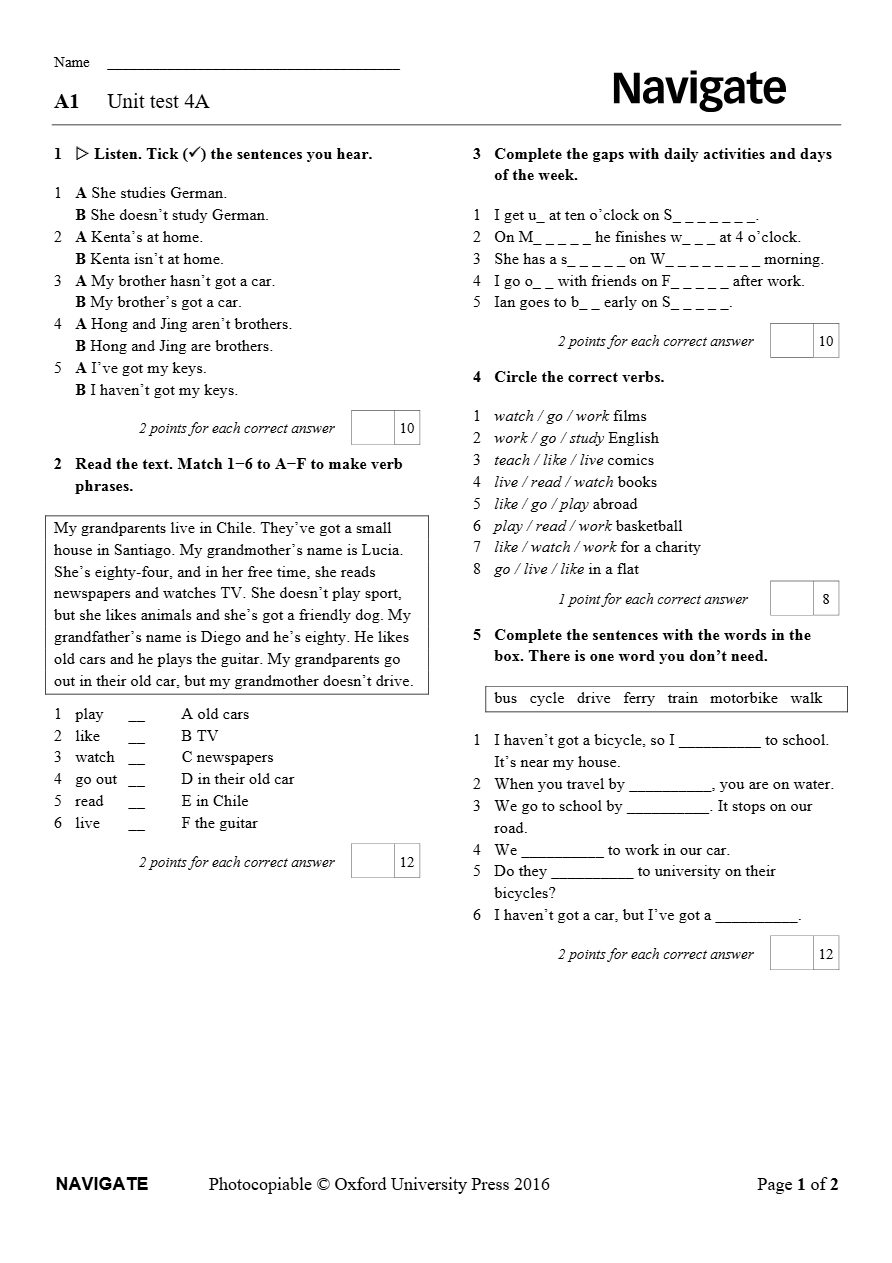 Name ______________________________________
Navigate
A1 Unit test 4A
1 ▷ Listen. Tick (✓) the sentences you hear.
1 A She studies German.
B She doesn’t study German.
2 A Kenta’s at home.
B Kenta isn’t at home.
3 A My brother hasn’t got a car.
B My brother’s got a car.
4 A Hong and Jing aren’t brothers.
B Hong and Jing are brothers.
5 A I’ve got my keys.
B I haven’t got my keys.
2 points for each correct answer 10
2 Read the text. Match 1–6 to A–F to make verb
phrases.
My grandparents live in Chile. They’ve got a small
house in Santiago. My grandmother’s name is Lucia.
She’s eighty-four, and in her free time, she reads
newspapers and watches TV. She doesn’t play sport,
but she likes animals and she’s got a friendly dog. My
grandfather’s name is Diego and he’s eighty. He likes
old cars and he plays the guitar. My grandparents go
out in their old car, but my grandmother doesn’t drive.
1 play __ A old cars
2 like __ B TV
3 watch __ C newspapers
4 go out __ D in their old car
5 read __ E in Chile
6 live __ F the guitar
2 points for each correct answer 12
3 Complete the gaps with daily activities and days
of the week.
1 I get u_ at ten o’clock on S_ _ _ _ _ _ _.
2 On M_ _ _ _ _ he finishes w_ _ _ at 4 o’clock.
3 She has a s_ _ _ _ _ on W_ _ _ _ _ _ _ _ morning.
4 I go o_ _ with friends on F_ _ _ _ _ after work.
5 Ian goes to b_ _ early on S_ _ _ _ _.
2 points for each correct answer 10
4 Circle the correct verbs.
1 watch / go / work films
2 work / go / study English
3 teach / like / live comics
4 live / read / watch books
5 like / go / play abroad
6 play / read / work basketball
7 like / watch / work for a charity
8 go / live / like in a flat
1 point for each correct answer 8
5 Complete the sentences with the words in the
box. There is one word you don’t need.
bus cycle drive ferry train motorbike walk
1 I haven’t got a bicycle, so I __________ to school.
It’s near my house.
2 When you travel by __________, you are on water.
3 We go to school by __________. It stops on our
road.
4 We __________ to work in our car.
5 Do they __________ to university on their
bicycles?
6 I haven’t got a car, but I’ve got a __________.
2 points for each correct answer 12
NAVIGATE Photocopiable © Oxford University Press 2016 Page 1 of 2